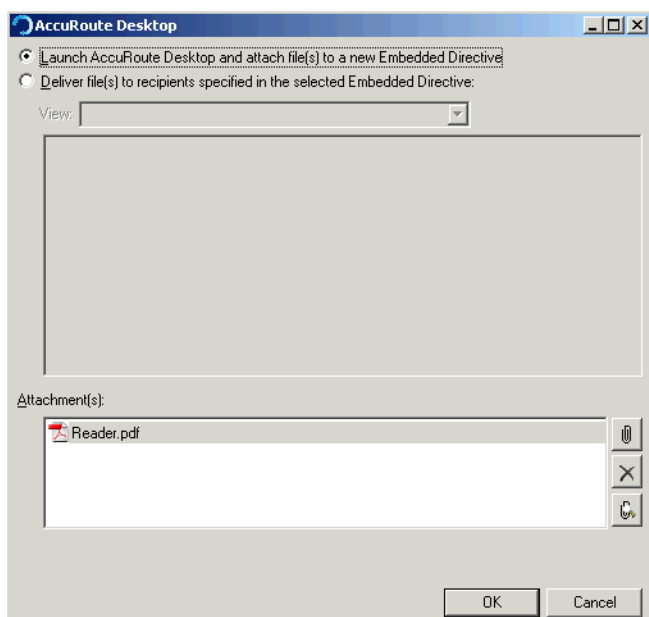 AccuRoute Desktop
Launch AccuRoute Desktop and attach file(s) to a new Embedded Directive
Deliver file(s) to recipients specified in the selected Embedded Directive:
View:
Attachment(s):
Reader.pdf
OK
Cancel